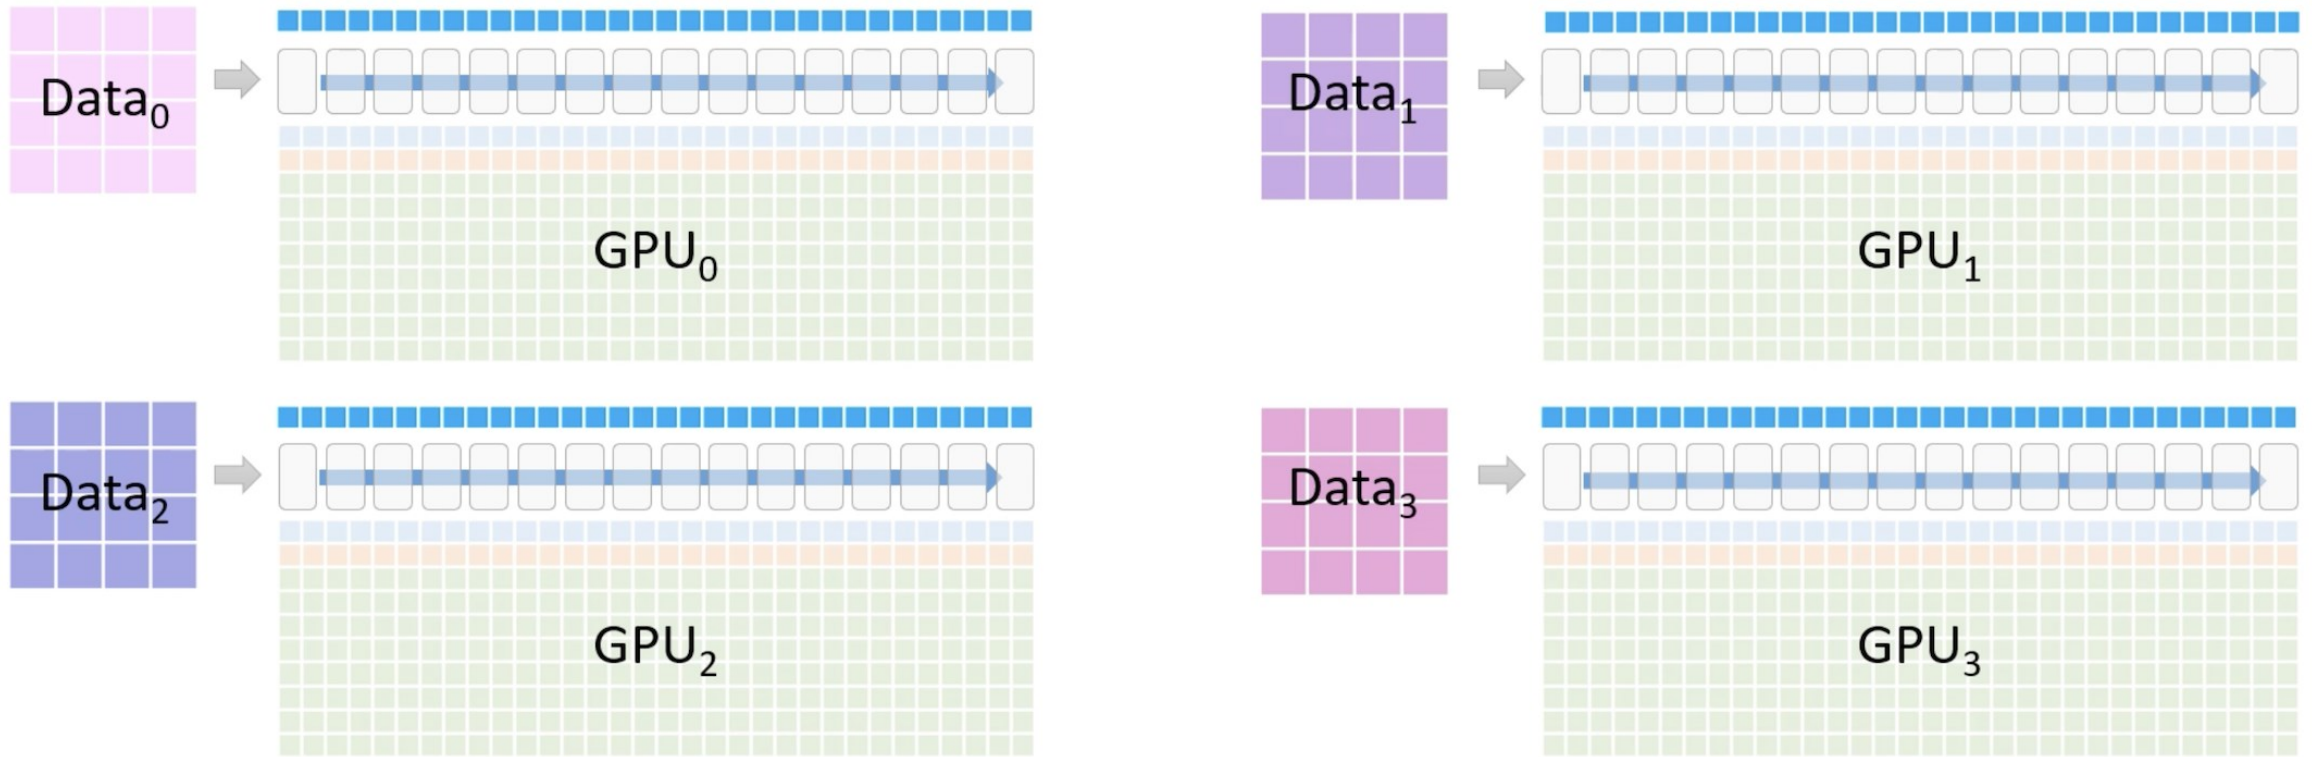 Data₀
GPU₀
Data₁
GPU₁
Data₂
GPU₂
Data₃
GPU₃